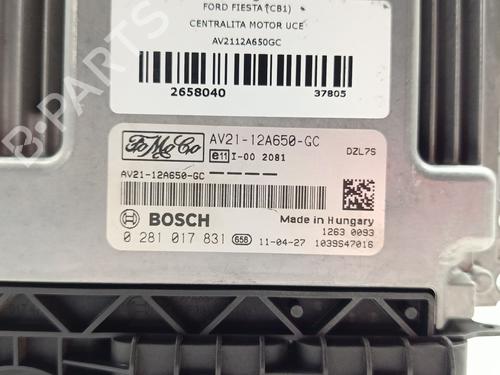 FORD FIESTA (CB1)
CENTRALITA MOTOR UCE
AV2112A650GC
2658040
37805
B-PARTS
FoMoCo
AV21-12A650-GC
e11 I-00 2081
DZL7S
AV21-12A650-GC — — — —
BOSCH
Made in Hungary
0 281 017 831 656 11-04-27
1263 0093
1039S47016